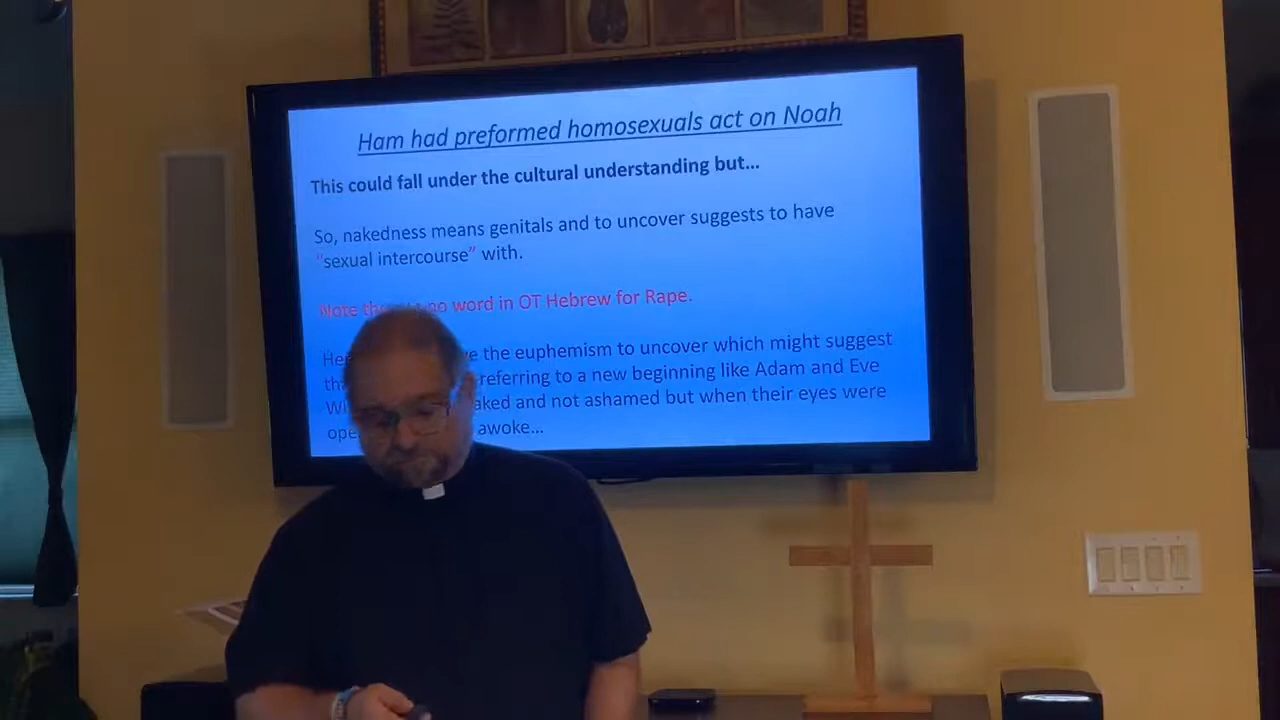 Ham had preformed homosexuals act on Noah
This could fall under the cultural understanding but...
So, nakedness means genitals and to uncover suggests to have
"sexual intercourse" with.
Note no word in OT Hebrew for Rape.
the euphemism to uncover which might suggest
referring to a new beginning like Adam and Eve
and not ashamed but when their eyes were
awoke...